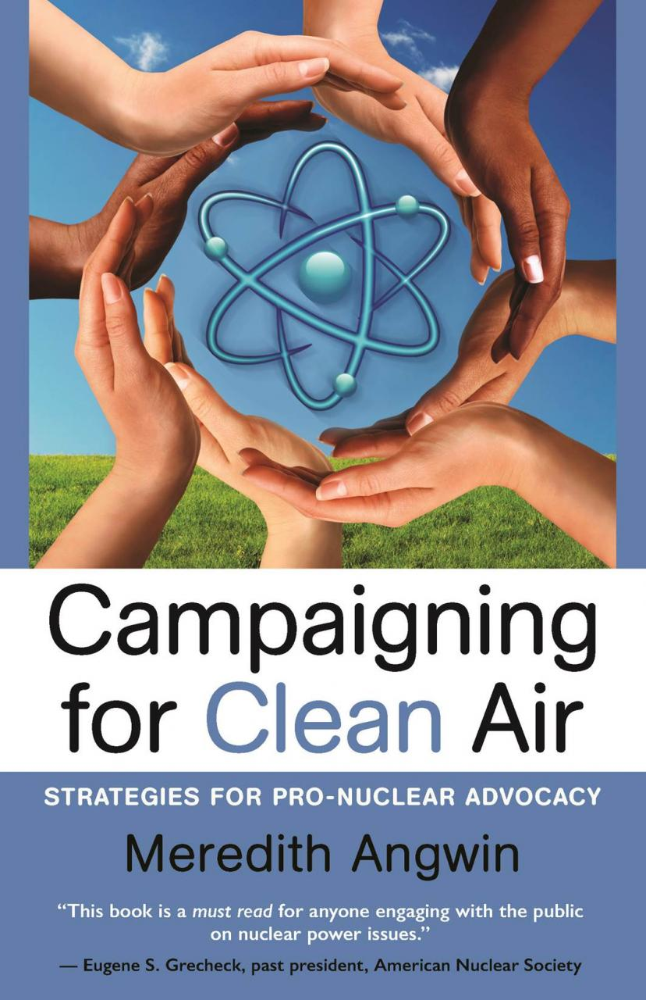 Campaigning
for Clean Air
STRATEGIES FOR PRO-NUCLEAR ADVOCACY
Meredith Angwin
“This book is a must read for anyone engaging with the public
on nuclear power issues.”
— Eugene S. Grecheck, past president, American Nuclear Society